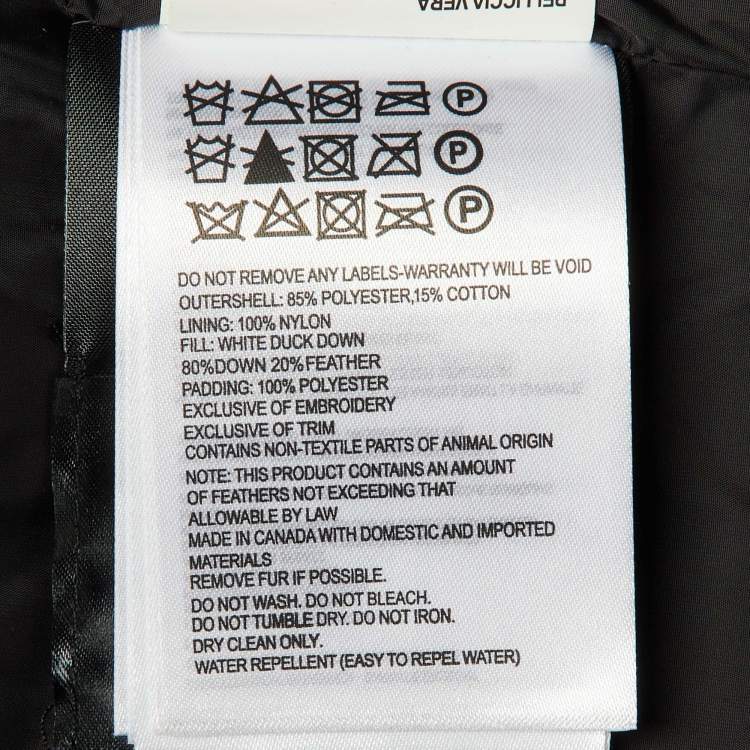 PELLICCIA VERA
P
P
P
DO NOT REMOVE ANY LABELS-WARRANTY WILL BE VOID
OUTERSHELL: 85% POLYESTER,15% COTTON
LINING: 100% NYLON
FILL: WHITE DUCK DOWN
80%DOWN 20%FEATHER
PADDING: 100% POLYESTER
EXCLUSIVE OF EMBROIDERY
EXCLUSIVE OF TRIM
CONTAINS NON-TEXTILE PARTS OF ANIMAL ORIGIN
NOTE: THIS PRODUCT CONTAINS AN AMOUNT
OF FEATHERS NOT EXCEEDING THAT
ALLOWABLE BY LAW
MADE IN CANADA WITH DOMESTIC AND IMPORTED
MATERIALS
REMOVE FUR IF POSSIBLE.
DO NOT WASH. DO NOT BLEACH.
DO NOT TUMBLE DRY. DO NOT IRON.
DRY CLEAN ONLY.
WATER REPELLENT (EASY TO REPEL WATER)